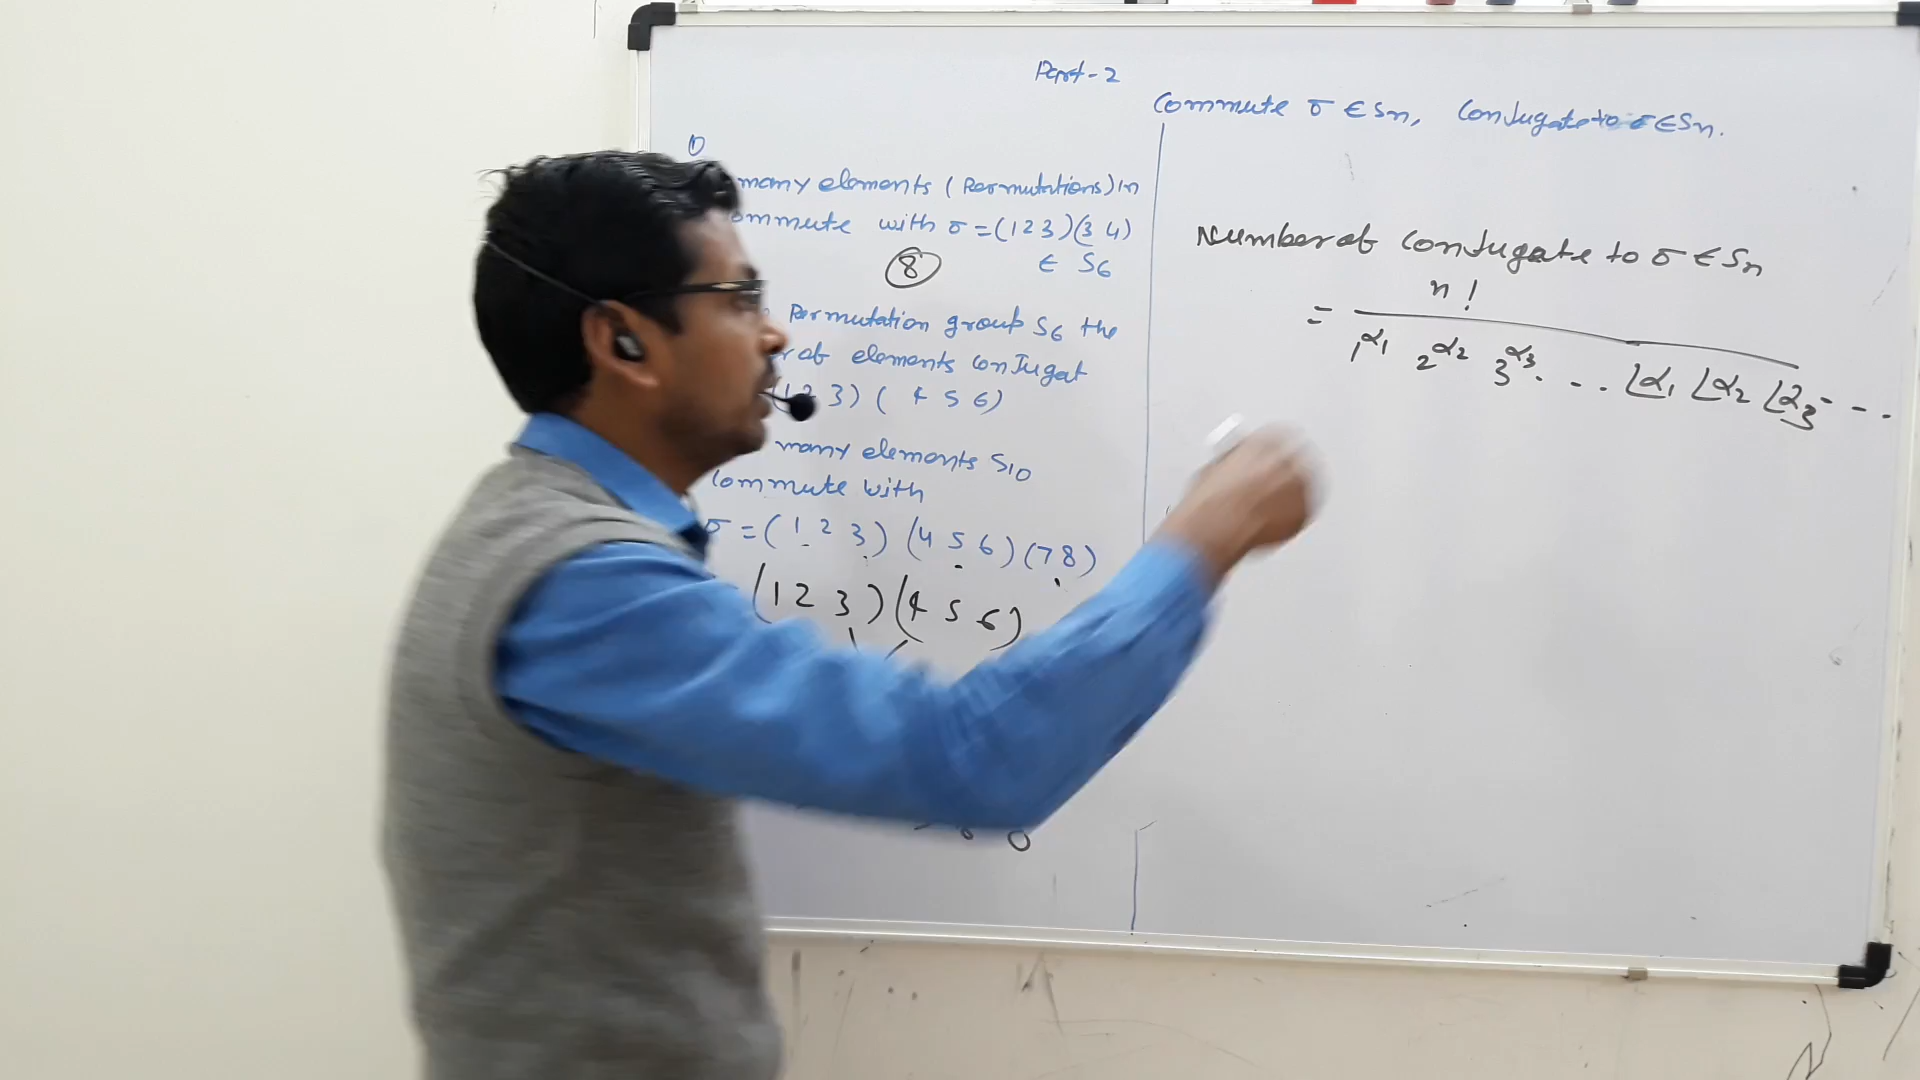 Part-2
Commute σ ∈ Sn, Conjugate to σ ∈ Sn.
①
many elements (Permutations) in
ommute with σ = (1 2 3)(3 4)
∈ S6
8
Permutation group S6 the
r of elements conjugat
(1 2 3) ( 4 5 6)
many elements S10
Commute with
σ = ( 1 2 3) (4 5 6) (7 8)
(1 2 3) (4 5 6)
Number of Conjugate to σ ∈ Sn
= n! / 1^α1 2^α2 3^α3 . - .. ⌊α1 ⌊α2 ⌊α3 - - .